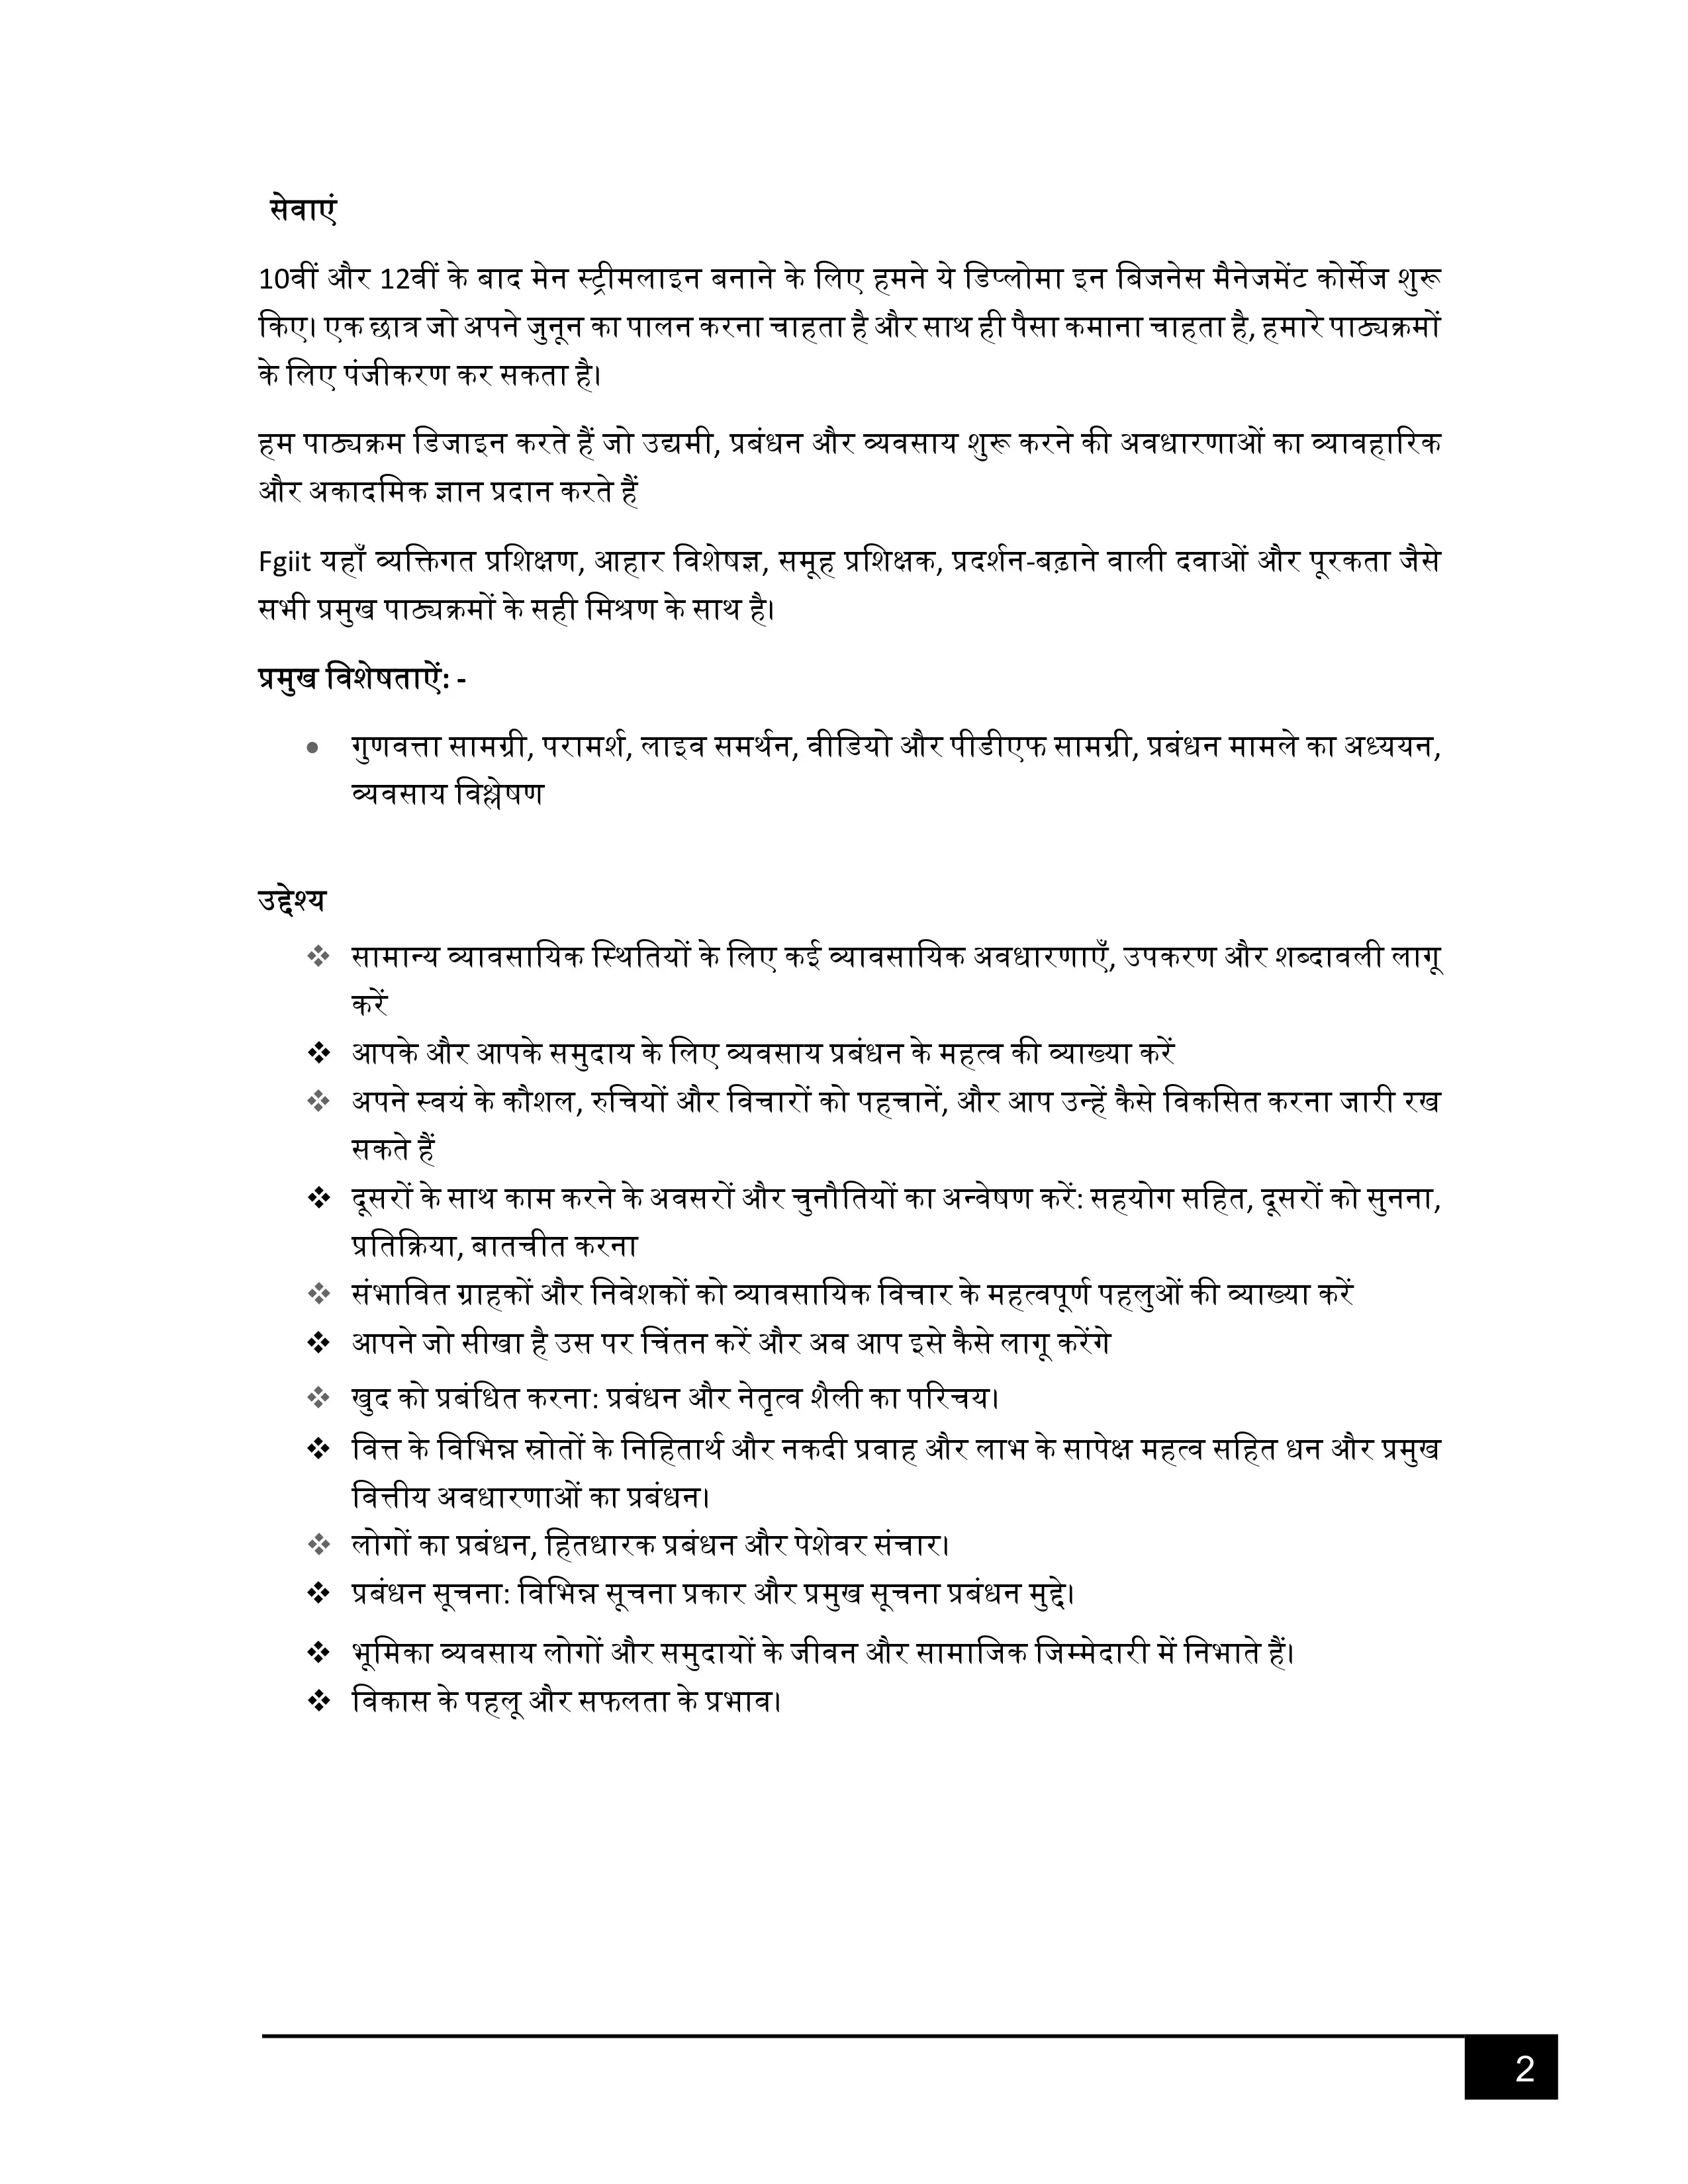 सेवाएं
10वीं और 12वीं के बाद मेन स्ट्रीमलाइन बनाने के लिए हमने ये डिप्लोमा इन बिजनेस मैनेजमेंट कोर्सेज शुरू
किए। एक छात्र जो अपने जुनून का पालन करना चाहता है और साथ ही पैसा कमाना चाहता है, हमारे पाठ्यक्रमों
के लिए पंजीकरण कर सकता है।
हम पाठ्यक्रम डिजाइन करते हैं जो उद्यमी, प्रबंधन और व्यवसाय शुरू करने की अवधारणाओं का व्यावहारिक
और अकादमिक ज्ञान प्रदान करते हैं
Fgiit यहाँ व्यक्तिगत प्रशिक्षण, आहार विशेषज्ञ, समूह प्रशिक्षक, प्रदर्शन-बढ़ाने वाली दवाओं और पूरकता जैसे
सभी प्रमुख पाठ्यक्रमों के सही मिश्रण के साथ है।
प्रमुख विशेषताऐं: -
• गुणवत्ता सामग्री, परामर्श, लाइव समर्थन, वीडियो और पीडीएफ सामग्री, प्रबंधन मामले का अध्ययन,
व्यवसाय विश्लेषण
उद्देश्य
❖ सामान्य व्यावसायिक स्थितियों के लिए कई व्यावसायिक अवधारणाएँ, उपकरण और शब्दावली लागू
करें
❖ आपके और आपके समुदाय के लिए व्यवसाय प्रबंधन के महत्व की व्याख्या करें
❖ अपने स्वयं के कौशल, रुचियों और विचारों को पहचानें, और आप उन्हें कैसे विकसित करना जारी रख
सकते हैं
❖ दूसरों के साथ काम करने के अवसरों और चुनौतियों का अन्वेषण करें: सहयोग सहित, दूसरों को सुनना,
प्रतिक्रिया, बातचीत करना
❖ संभावित ग्राहकों और निवेशकों को व्यावसायिक विचार के महत्वपूर्ण पहलुओं की व्याख्या करें
❖ आपने जो सीखा है उस पर चिंतन करें और अब आप इसे कैसे लागू करेंगे
❖ खुद को प्रबंधित करना: प्रबंधन और नेतृत्व शैली का परिचय।
❖ वित्त के विभिन्न स्रोतों के निहितार्थ और नकदी प्रवाह और लाभ के सापेक्ष महत्व सहित धन और प्रमुख
वित्तीय अवधारणाओं का प्रबंधन।
❖ लोगों का प्रबंधन, हितधारक प्रबंधन और पेशेवर संचार।
❖ प्रबंधन सूचना: विभिन्न सूचना प्रकार और प्रमुख सूचना प्रबंधन मुद्दे।
❖ भूमिका व्यवसाय लोगों और समुदायों के जीवन और सामाजिक जिम्मेदारी में निभाते हैं।
❖ विकास के पहलू और सफलता के प्रभाव।
2